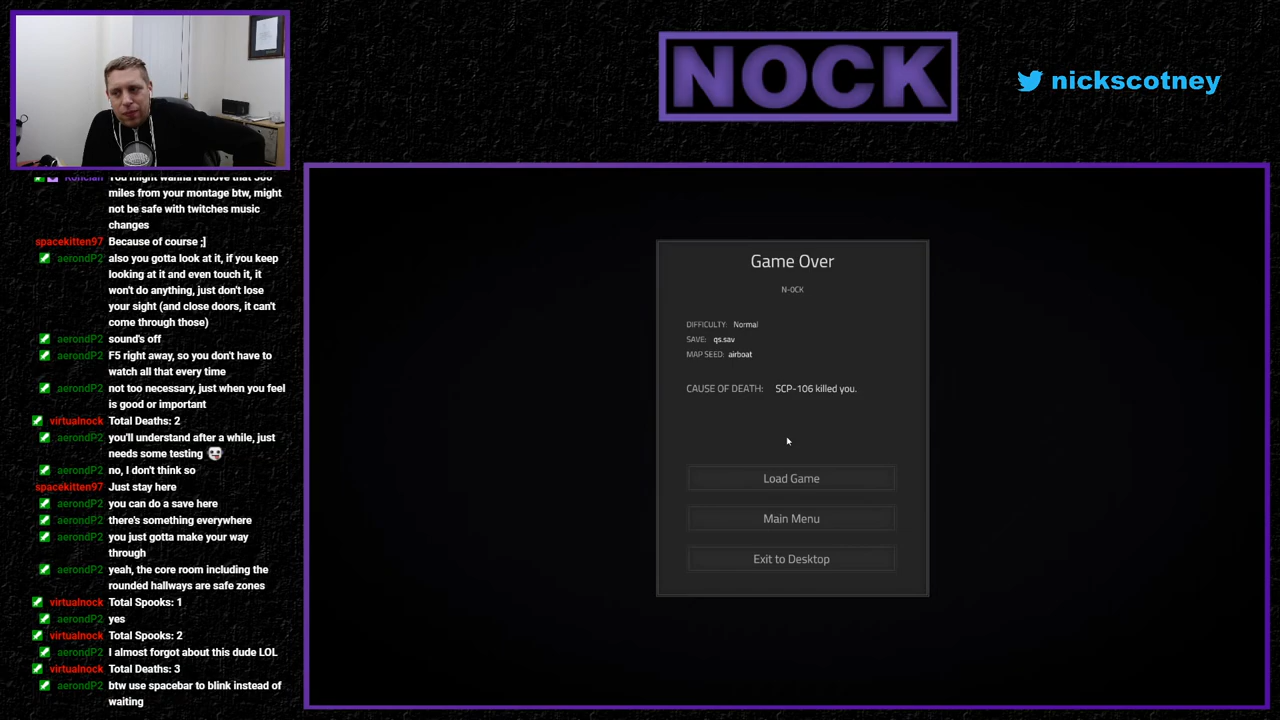 NOCK
nickscotney
You might wanna remove that 500
miles from your montage btw, might
not be safe with twitches music
changes
spacekitten97 Because of course ;]
aerondP2 also you gotta look at it, if you keep
looking at it and even touch it, it
won't do anything, just don't lose
your sight (and close doors, it can't
come through those)
aerondP2 sound's off
aerondP2 F5 right away, so you don't have to
watch all that every time
aerondP2 not too necessary, just when you feel
is good or important
virtualnock Total Deaths: 2
aerondP2 you'll understand after a while, just
needs some testing
aerondP2 no, I don't think so
spacekitten97 Just stay here
aerondP2 you can do a save here
aerondP2 there's something everywhere
aerondP2 you just gotta make your way
through
aerondP2 yeah, the core room including the
rounded hallways are safe zones
virtualnock Total Spooks: 1
aerondP2 yes
virtualnock Total Spooks: 2
aerondP2 I almost forgot about this dude LOL
virtualnock Total Deaths: 3
aerondP2 btw use spacebar to blink instead of
waiting
Game Over
N-0CK
DIFFICULTY: Normal
SAVE: qs.sav
MAP SEED: airboat
CAUSE OF DEATH: SCP-106 killed you.
Load Game
Main Menu
Exit to Desktop